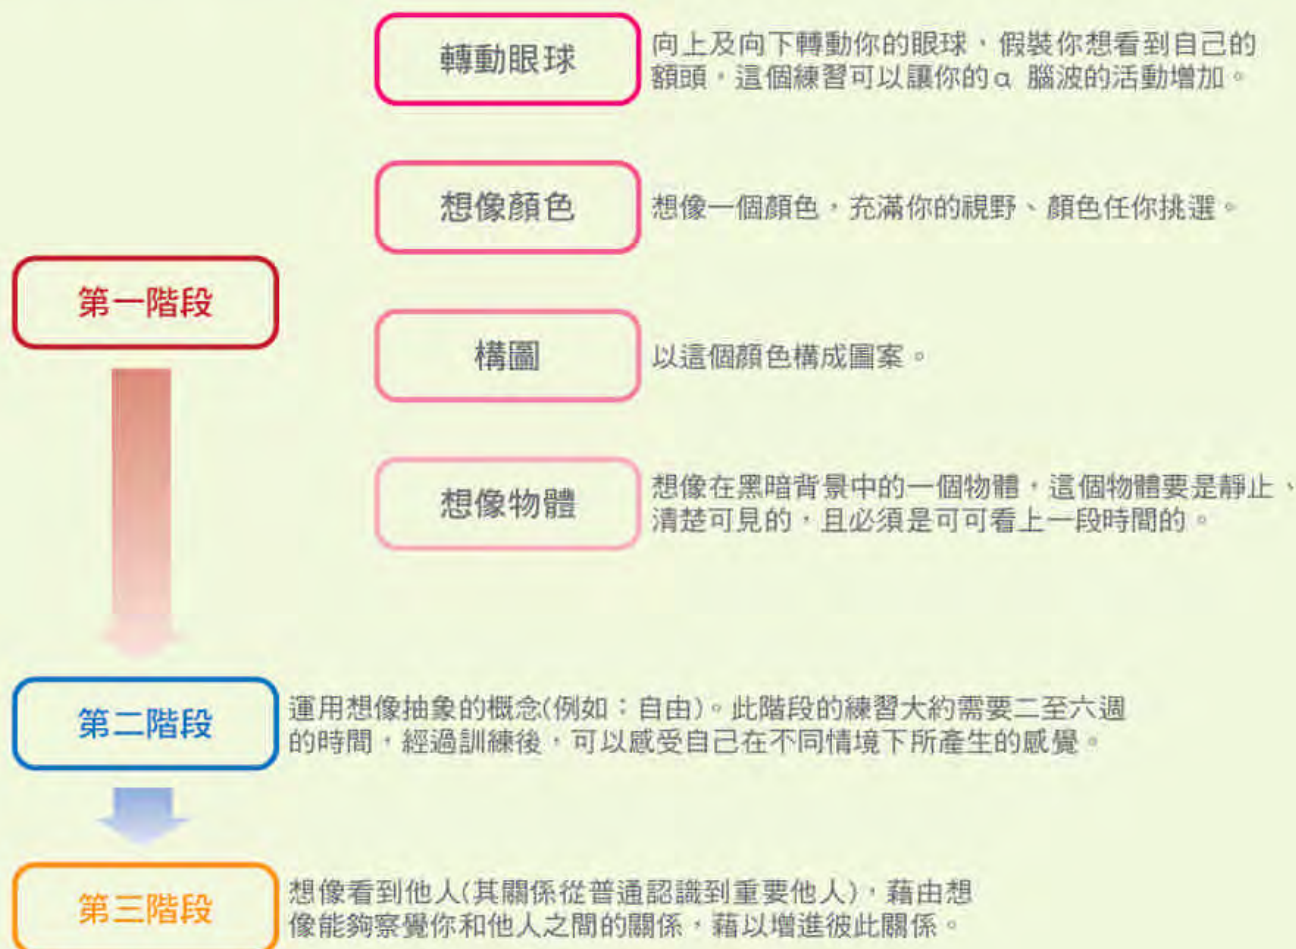 轉動眼球
向上及向下轉動你的眼球，假裝你想看到自己的
額頭，這個練習可以讓你的α 腦波的活動增加。
想像顏色
想像一個顏色，充滿你的視野、顏色任你挑選。
第一階段
構圖
以這個顏色構成圖案。
想像物體
想像在黑暗背景中的一個物體，這個物體要是靜止、
清楚可見的，且必須是可可看上一段時間的。
第二階段
運用想像抽象的概念(例如：自由)。此階段的練習大約需要二至六週
的時間，經過訓練後，可以感受自己在不同情境下所產生的感覺。
第三階段
想像看到他人(其關係從普通認識到重要他人)，藉由想
像能夠察覺你和他人之間的關係，藉以增進彼此關係。